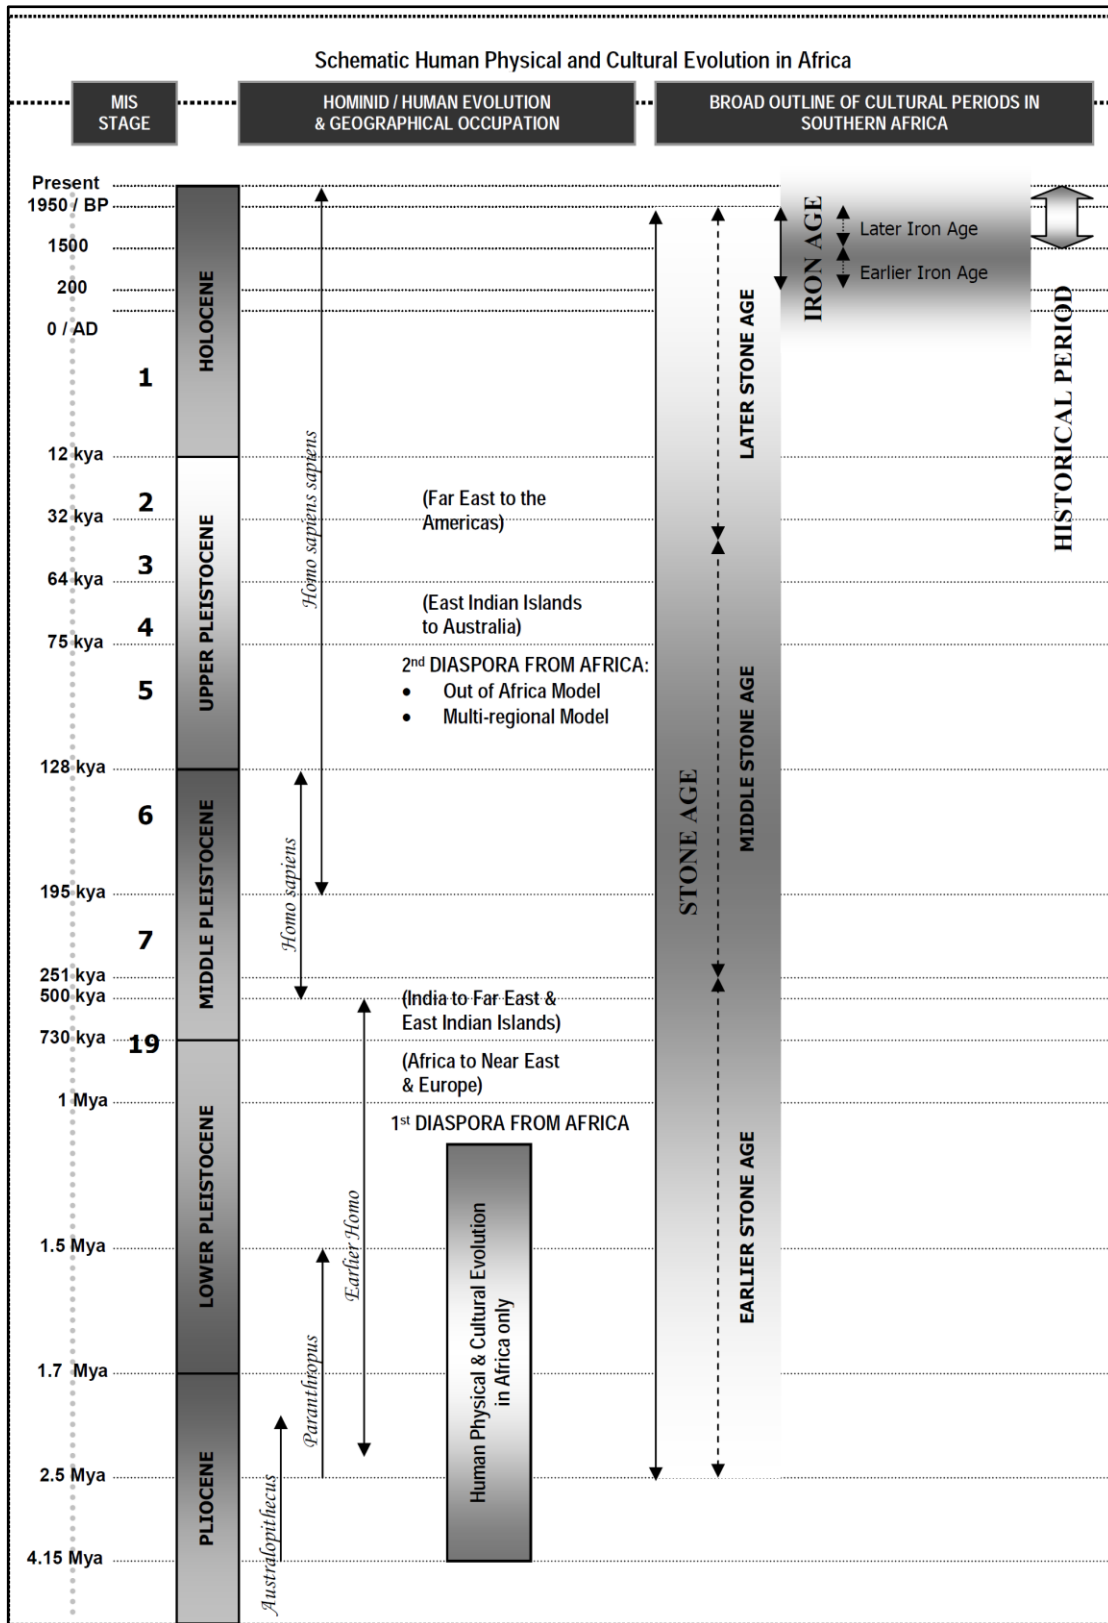 Schematic Human Physical and Cultural Evolution in Africa
MIS
STAGE
HOMINID / HUMAN EVOLUTION
& GEOGRAPHICAL OCCUPATION
BROAD OUTLINE OF CULTURAL PERIODS IN
SOUTHERN AFRICA
Present
1950 / BP
1500
200
0 / AD
12 kya
32 kya
64 kya
75 kya
128 kya
195 kya
251 kya
500 kya
730 kya
1 Mya
1.5 Mya
1.7 Mya
2.5 Mya
4.15 Mya
1
2
3
4
5
6
7
19
HOLOCENE
UPPER PLEISTOCENE
MIDDLE PLEISTOCENE
LOWER PLEISTOCENE
PLIOCENE
Homo sapiens sapiens
Homo sapiens
Earlier Homo
Paranthropus
Australopithecus
(Far East to the
Americas)
(East Indian Islands
to Australia)
2nd DIASPORA FROM AFRICA:
• Out of Africa Model
• Multi-regional Model
(India to Far East &
East Indian Islands)
(Africa to Near East
& Europe)
1st DIASPORA FROM AFRICA
Human Physical & Cultural Evolution
in Africa only
STONE AGE
LATER STONE AGE
MIDDLE STONE AGE
EARLIER STONE AGE
IRON AGE
Later Iron Age
Earlier Iron Age
HISTORICAL PERIOD